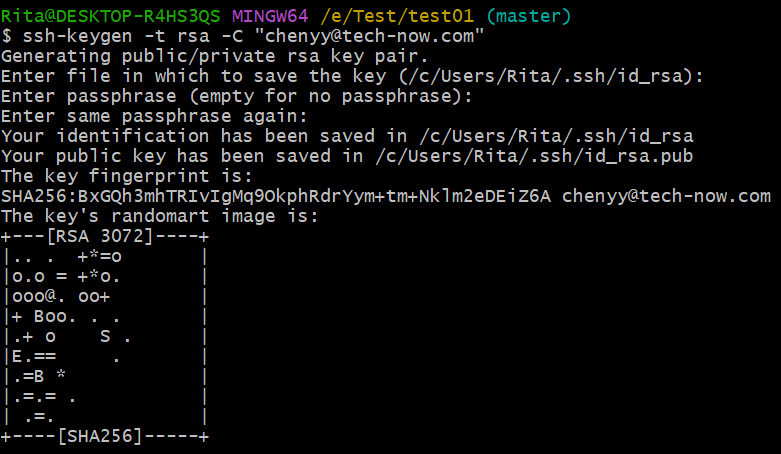 Rita@DESKTOP-R4HS3QS MINGW64 /e/Test/test01 (master)
$ ssh-keygen -t rsa -C "chenyy@tech-now.com"
Generating public/private rsa key pair.
Enter file in which to save the key (/c/Users/Rita/.ssh/id_rsa):
Enter passphrase (empty for no passphrase):
Enter same passphrase again:
Your identification has been saved in /c/Users/Rita/.ssh/id_rsa
Your public key has been saved in /c/Users/Rita/.ssh/id_rsa.pub
The key fingerprint is:
SHA256:BxGQh3mhTRIvIgMq9OkphRdrYym+tm+Nklm2eDEiZ6A chenyy@tech-now.com
The key's randomart image is:
+---[RSA 3072]----+
|.. .  +*=o       |
|o.o = +*o.       |
|ooo@. oo+        |
|+ Boo. . .       |
|.+ o    S .      |
|E.==     .       |
|.=B *            |
|.=.= .           |
| .=.             |
+----[SHA256]-----+